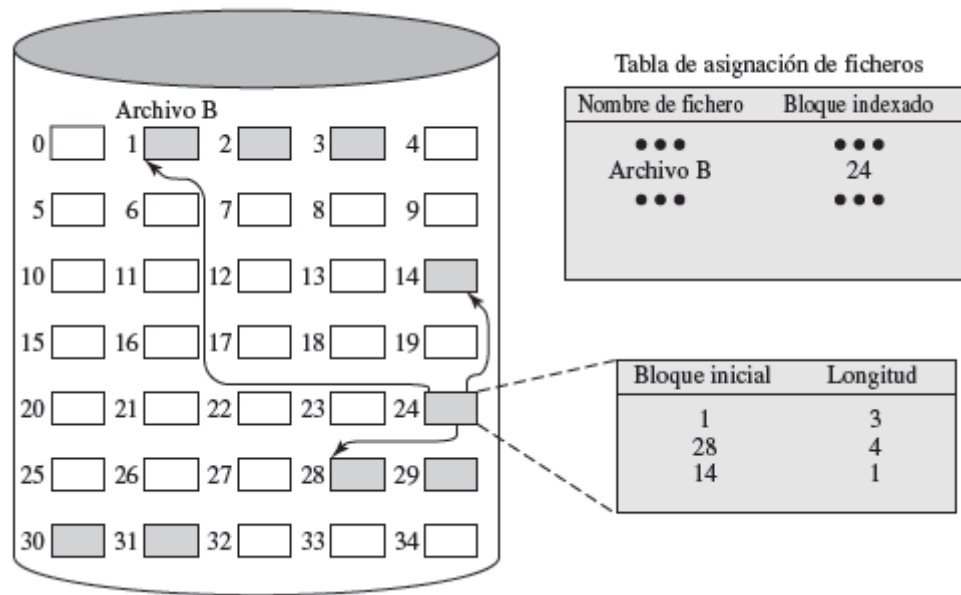 Archivo B
0 1 2 3 4
5 6 7 8 9
10 11 12 13 14
15 16 17 18 19
20 21 22 23 24
25 26 27 28 29
30 31 32 33 34
Tabla de asignación de ficheros
Nombre de fichero Bloque indexado
••• •••
Archivo B 24
••• •••
Bloque inicial Longitud
1 3
28 4
14 1